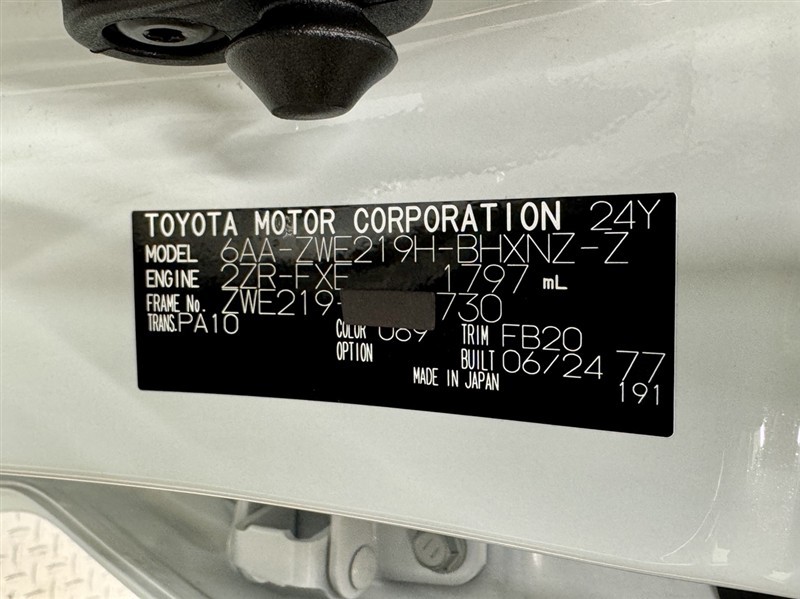 TOYOTA MOTOR CORPORATION 24Y
MODEL 6AA-ZWE219H-BHXNZ-Z
ENGINE 2ZR-FXE 1797 mL
FRAME No. ZWE219- 730
TRANS. PA10 COLOR 089 TRIM FB20
OPTION BUILT 06/24 77
MADE IN JAPAN 191